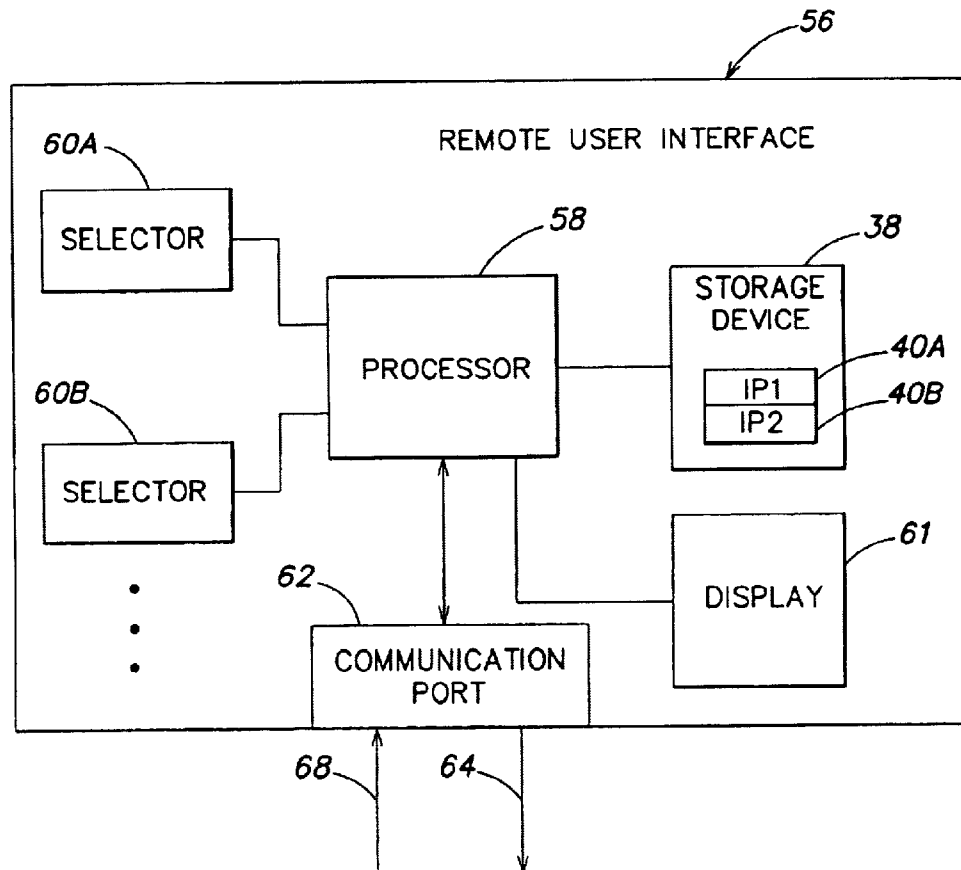 56
REMOTE USER INTERFACE
60A
SELECTOR
58
PROCESSOR
38
STORAGE
DEVICE
40A
IP1
40B
IP2
60B
SELECTOR
61
DISPLAY
62
COMMUNICATION
PORT
68
64